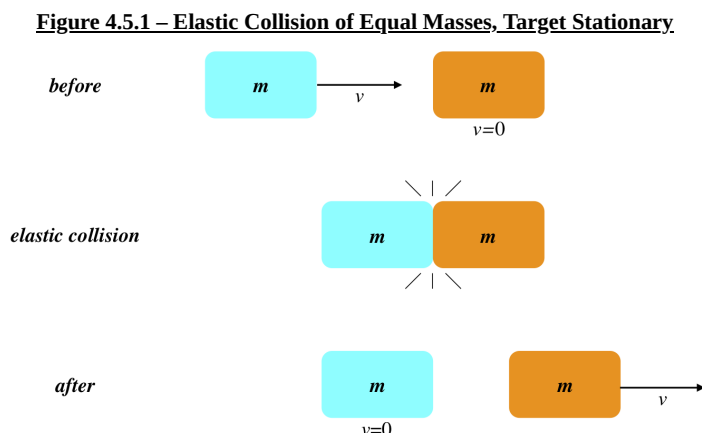 Figure 4.5.1 – Elastic Collision of Equal Masses, Target Stationary
before
m
v
m
v=0
elastic collision
m
m
after
m
v=0
m
v